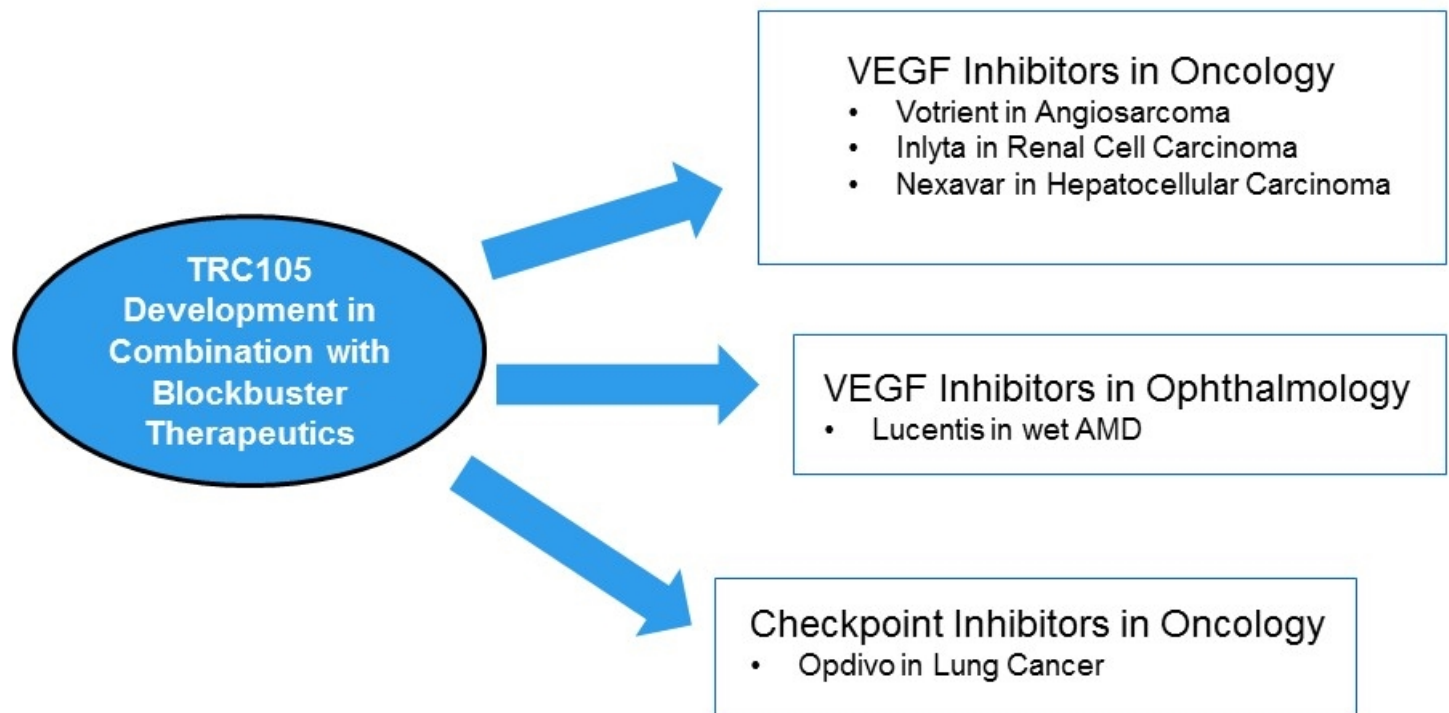 TRC105
Development in
Combination with
Blockbuster
Therapeutics
VEGF Inhibitors in Oncology
• Votrient in Angiosarcoma
• Inlyta in Renal Cell Carcinoma
• Nexavar in Hepatocellular Carcinoma
VEGF Inhibitors in Ophthalmology
• Lucentis in wet AMD
Checkpoint Inhibitors in Oncology
• Opdivo in Lung Cancer